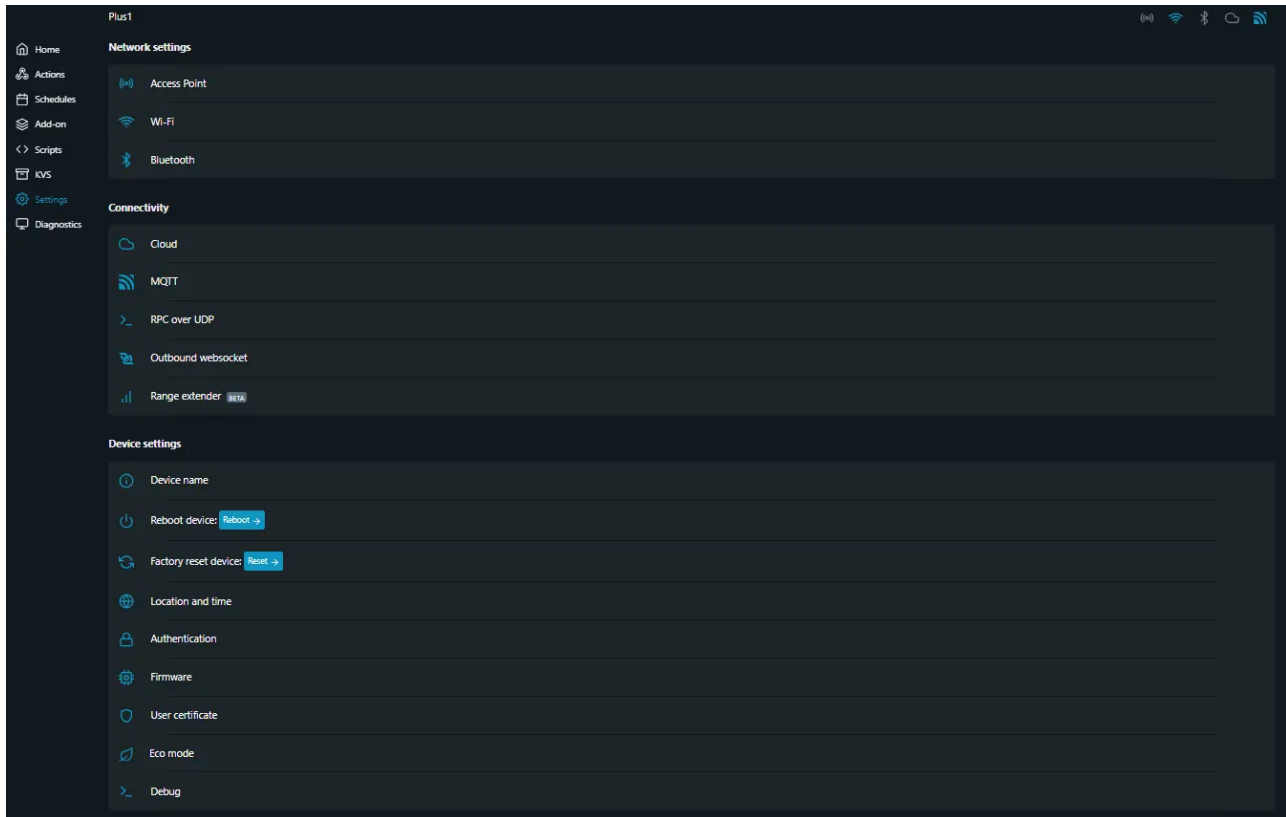 Plus1
Home
Actions
Schedules
Add-on
Scripts
KVS
Settings
Diagnostics
Network settings
Access Point
Wi-Fi
Bluetooth
Connectivity
Cloud
MQTT
RPC over UDP
Outbound websocket
Range extender BETA
Device settings
Device name
Reboot device: Reboot →
Factory reset device: Reset →
Location and time
Authentication
Firmware
User certificate
Eco mode
Debug